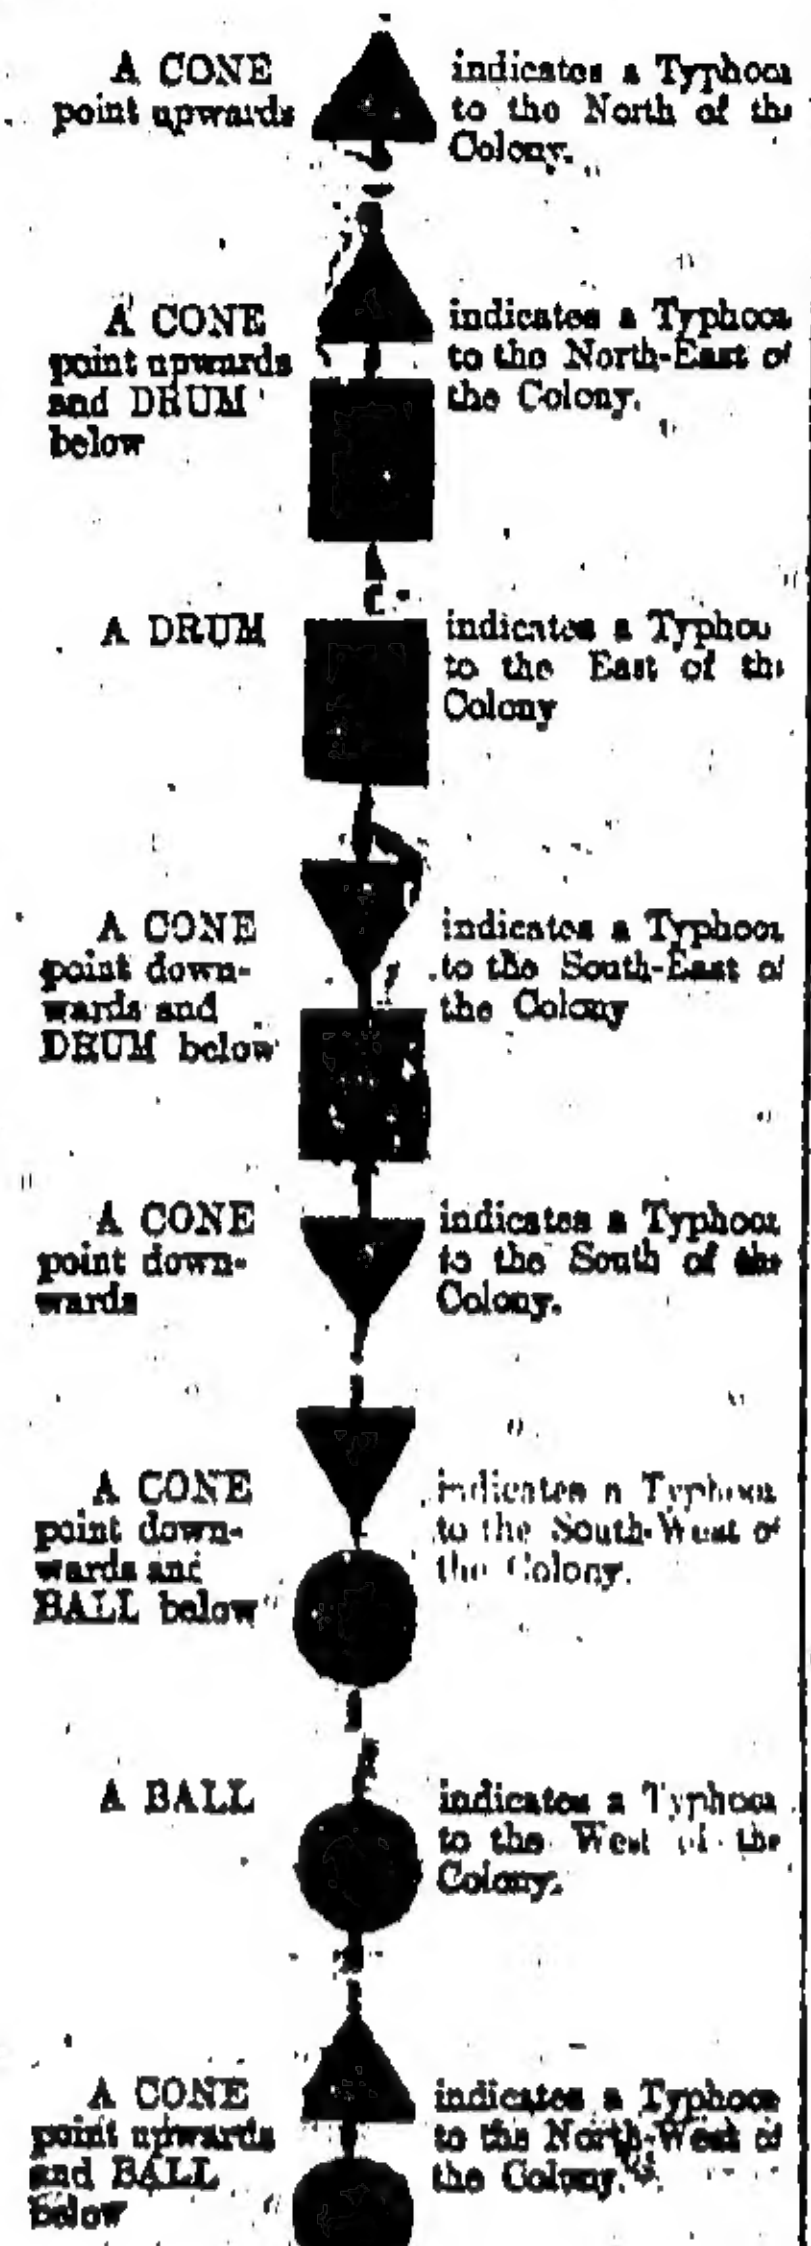 A CONE
point upwards
indicates a Typhoon
to the North of the
Colony.
A CONE
point upwards
and DRUM
below
indicates a Typhoon
to the North-East of
the Colony.
A DRUM
indicates a Typhoo
to the East of the
Colony
A CONE
point down-
wards and
DRUM below
indicates a Typhoon
to the South-East of
the Colony
A CONE
point down-
wards
indicates a Typhoon
to the South of the
Colony.
A CONE
point down-
wards and
BALL below
indicates a Typhoon
to the South-West of
the Colony.
A BALL
indicates a Typhoon
to the West of the
Colony.
A CONE
point upwards
and BALL
below
indicates a Typhoon
to the North-West of
the Colony.